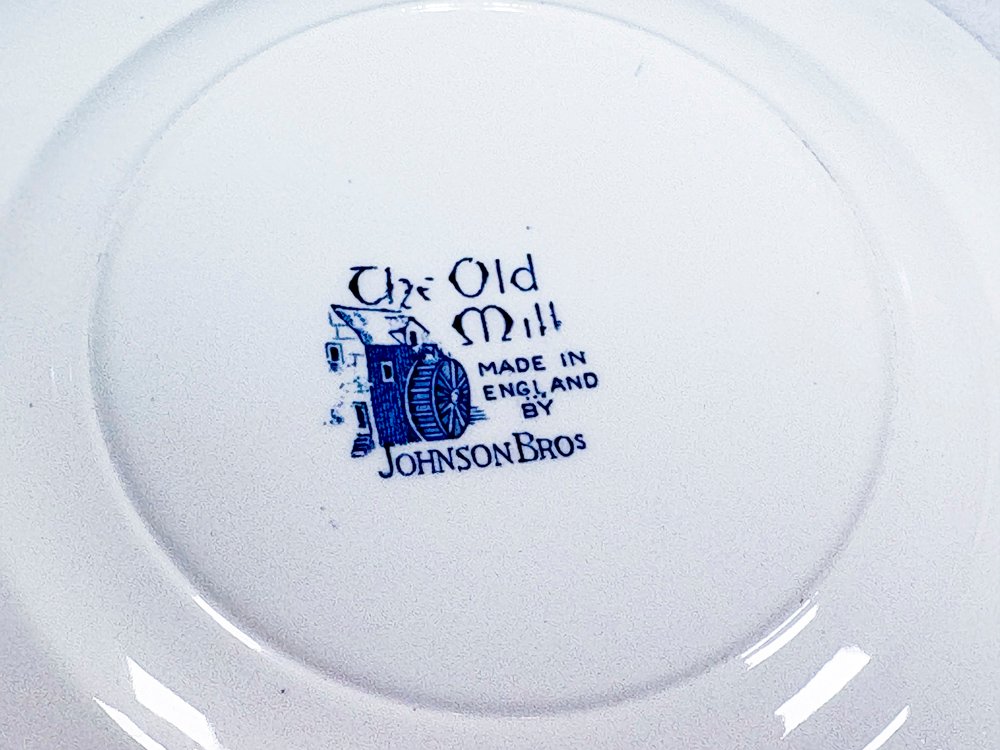 The Old
Mill
MADE IN
ENGLAND
BY
JOHNSON BROS